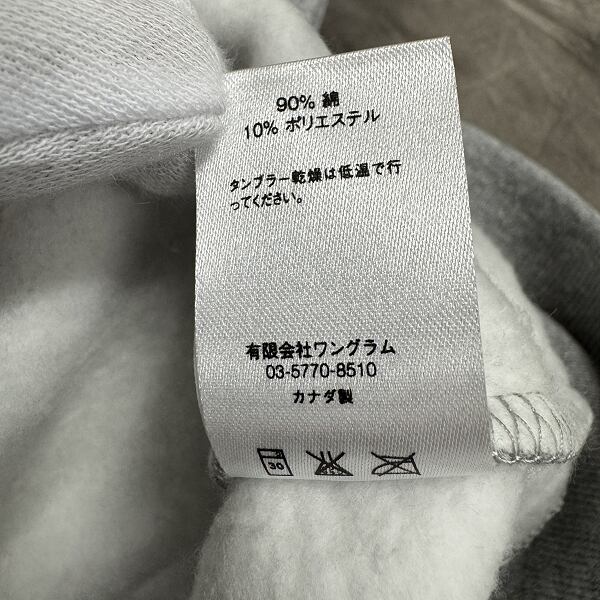 90% 綿
10% ポリエステル
タンブラー乾燥は低温で行
ってください。
有限会社ワングラム
03-5770-8510
カナダ製
30